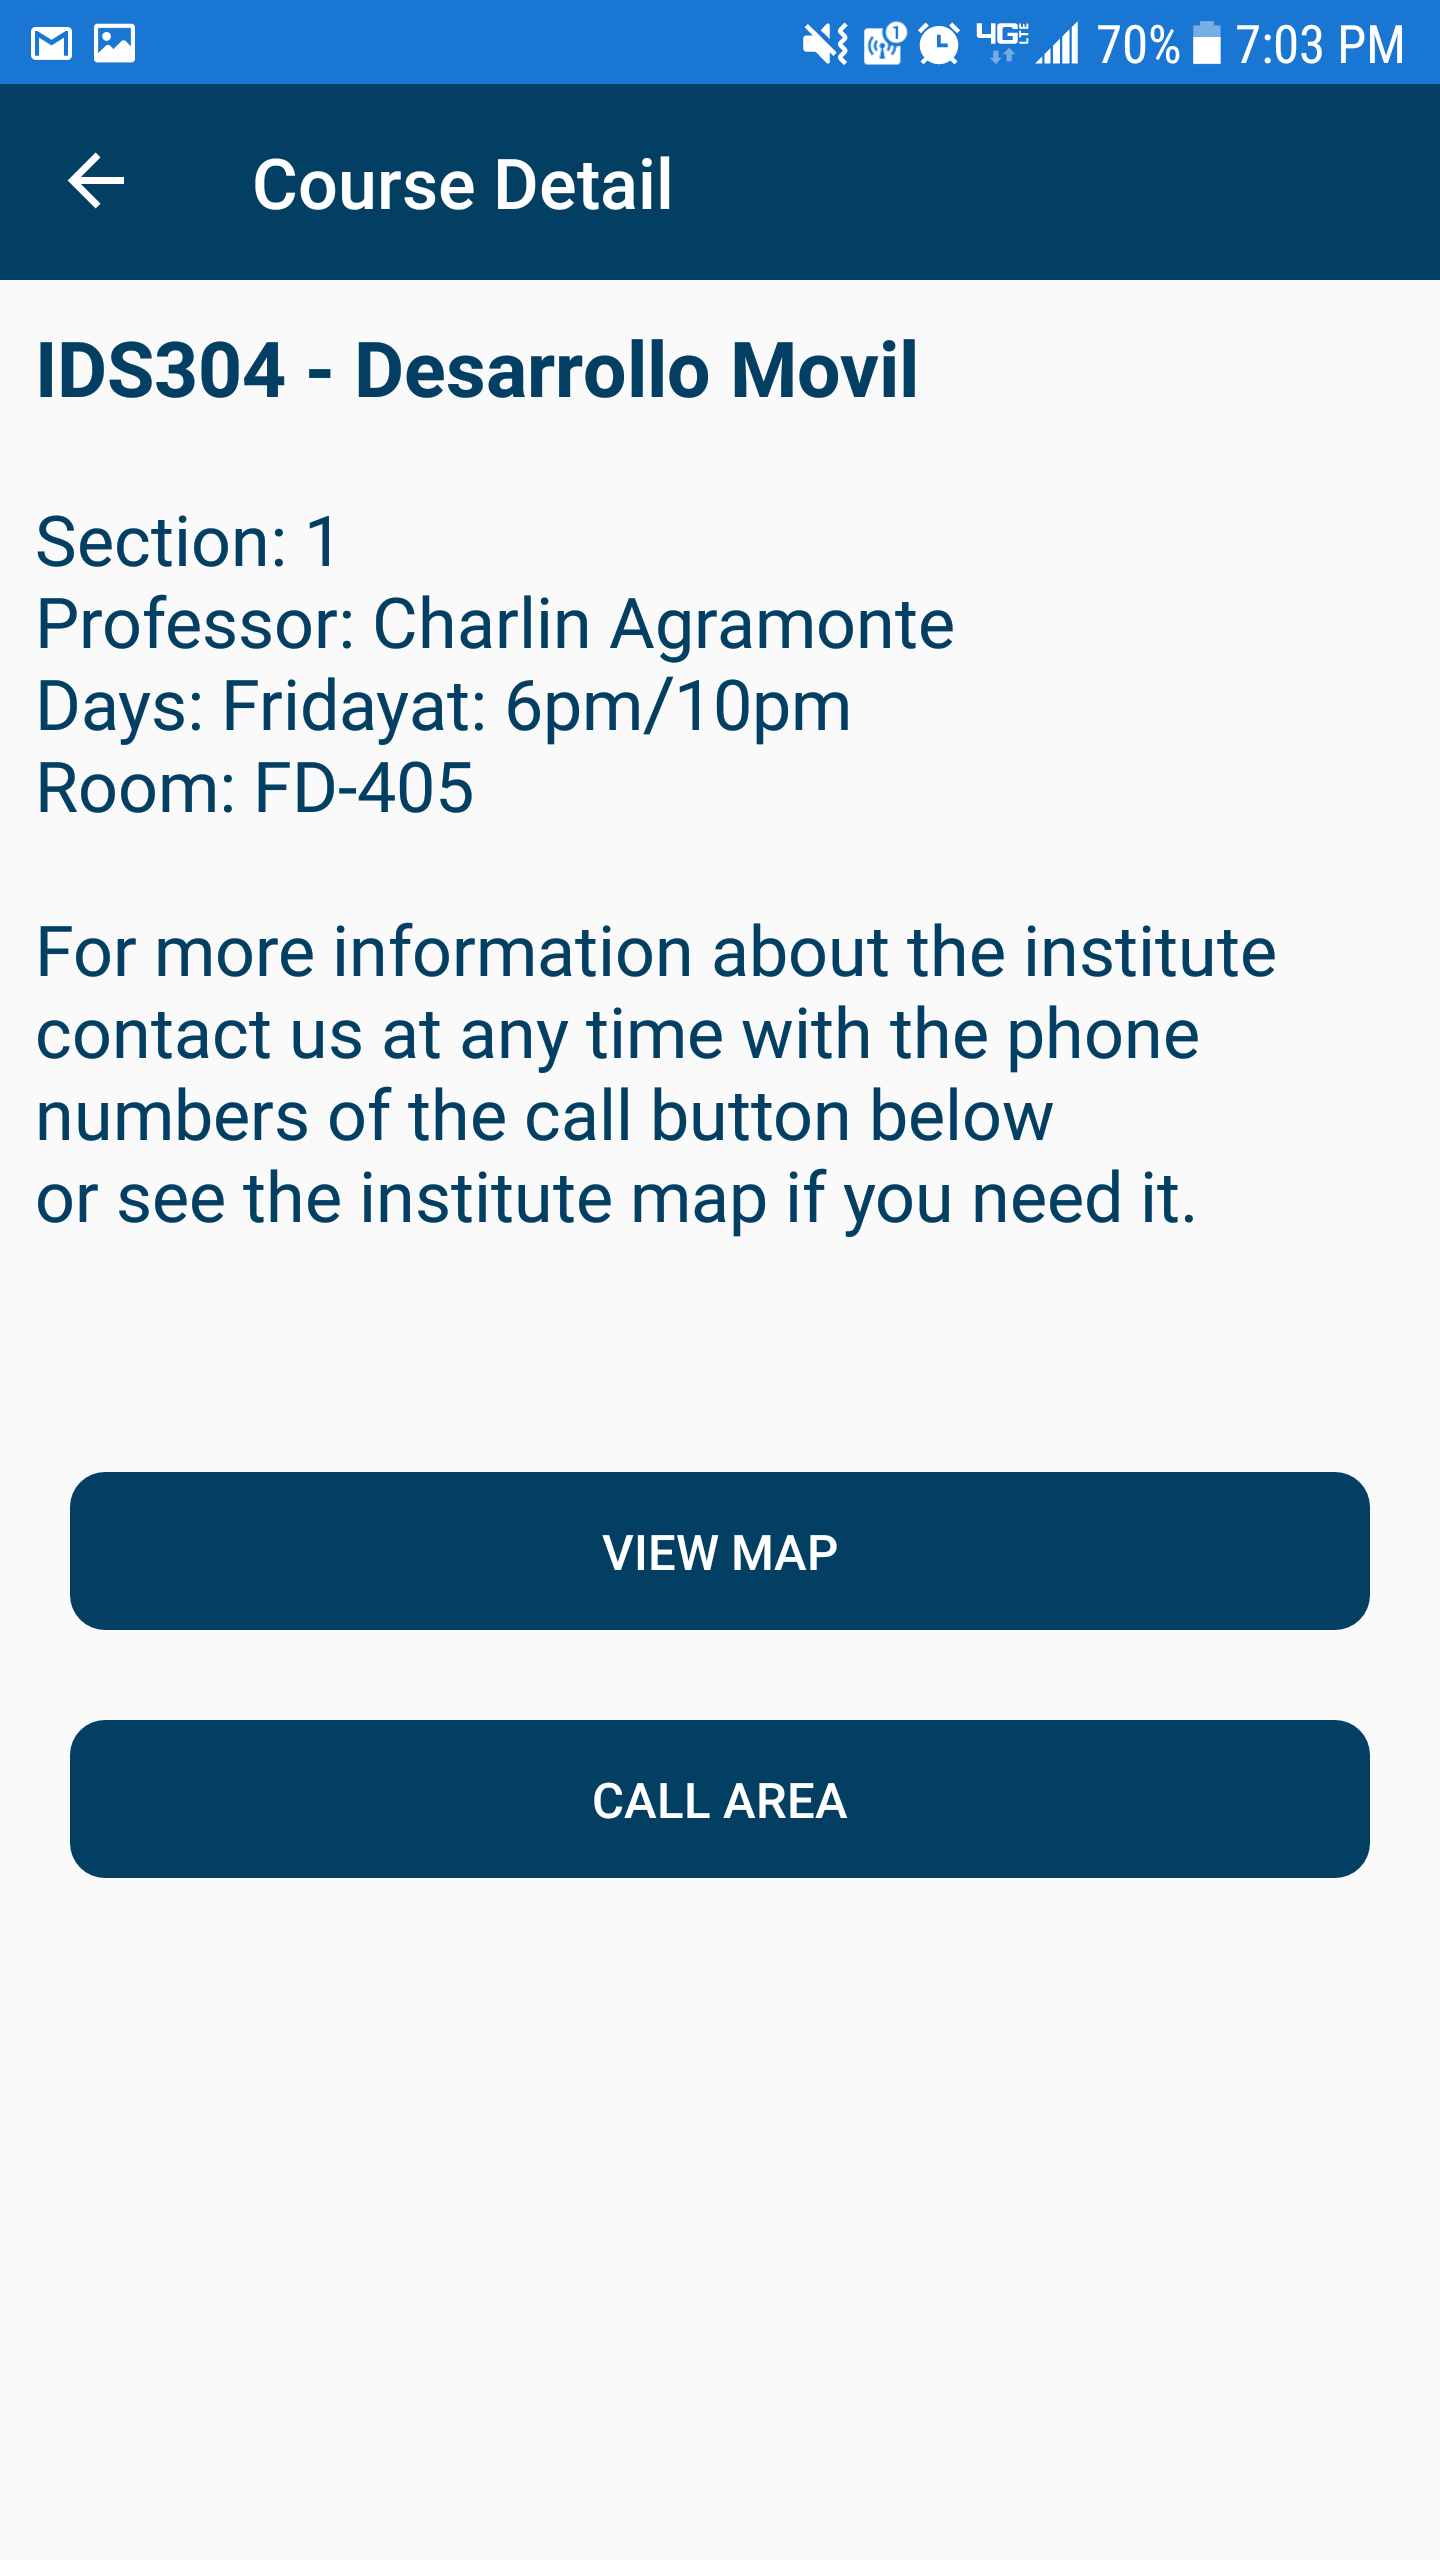 70% 7:03 PM
Course Detail
IDS304 - Desarrollo Movil
Section: 1
Professor: Charlin Agramonte
Days: Fridayat: 6pm/10pm
Room: FD-405
For more information about the institute
contact us at any time with the phone
numbers of the call button below
or see the institute map if you need it.
VIEW MAP
CALL AREA